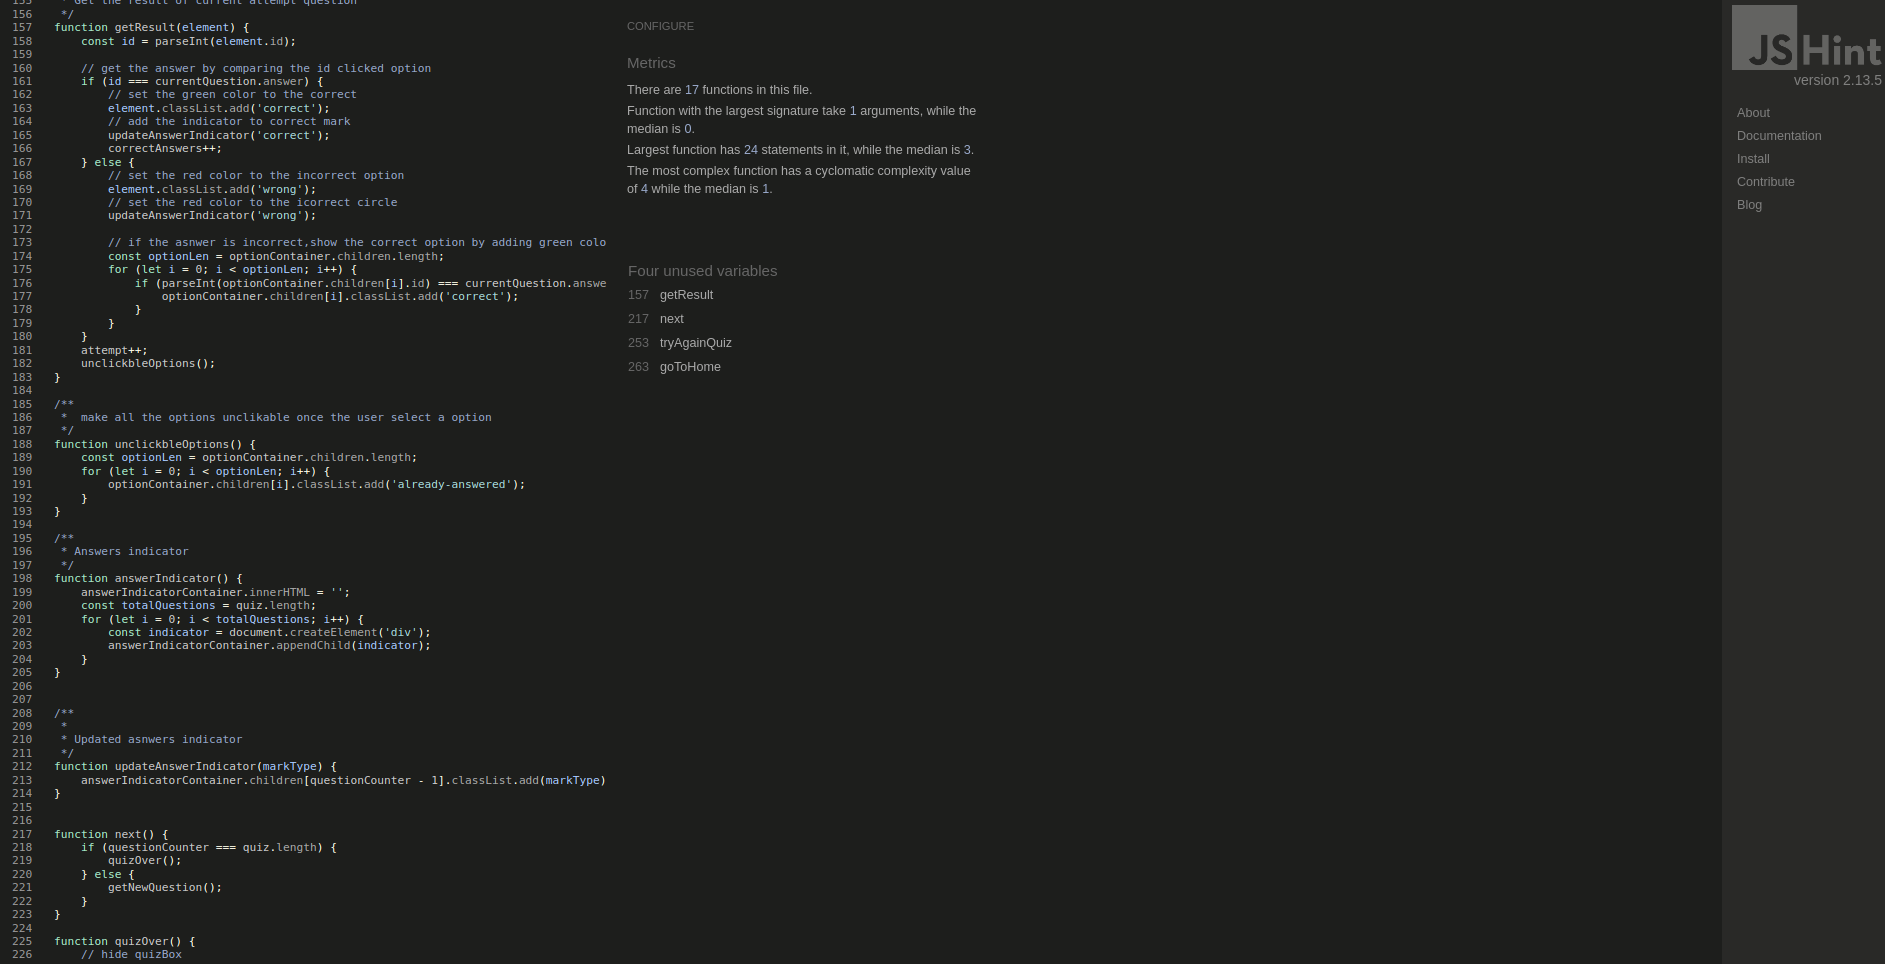 155     * Get the result of current attempt question
156     */
157    function getResult(element) {
158        const id = parseInt(element.id);
159
160        // get the answer by comparing the id clicked option
161        if (id === currentQuestion.answer) {
162            // set the green color to the correct
163            element.classList.add('correct');
164            // add the indicator to correct mark
165            updateAnswerIndicator('correct');
166            correctAnswers++;
167        } else {
168            // set the red color to the incorrect option
169            element.classList.add('wrong');
170            // set the red color to the icorrect circle
171            updateAnswerIndicator('wrong');
172
173            // if the asnwer is incorrect,show the correct option by adding green colo
174            const optionLen = optionContainer.children.length;
175            for (let i = 0; i < optionLen; i++) {
176                if (parseInt(optionContainer.children[i].id) === currentQuestion.answe
177                    optionContainer.children[i].classList.add('correct');
178                }
179            }
180        }
181        attempt++;
182        unclickbleOptions();
183    }
184
185    /**
186     *  make all the options unclikable once the user select a option
187     */
188    function unclickbleOptions() {
189        const optionLen = optionContainer.children.length;
190        for (let i = 0; i < optionLen; i++) {
191            optionContainer.children[i].classList.add('already-answered');
192        }
193    }
194
195    /**
196     * Answers indicator
197     */
198    function answerIndicator() {
199        answerIndicatorContainer.innerHTML = '';
200        const totalQuestions = quiz.length;
201        for (let i = 0; i < totalQuestions; i++) {
202            const indicator = document.createElement('div');
203            answerIndicatorContainer.appendChild(indicator);
204        }
205    }
206
207
208    /**
209     *
210     * Updated asnwers indicator
211     */
212    function updateAnswerIndicator(markType) {
213        answerIndicatorContainer.children[questionCounter - 1].classList.add(markType)
214    }
215
216
217    function next() {
218        if (questionCounter === quiz.length) {
219            quizOver();
220        } else {
221            getNewQuestion();
222        }
223    }
224
225    function quizOver() {
226        // hide quizBox
CONFIGURE
Metrics
There are 17 functions in this file.
Function with the largest signature take 1 arguments, while the
median is 0.
Largest function has 24 statements in it, while the median is 3.
The most complex function has a cyclomatic complexity value
of 4 while the median is 1.
Four unused variables
157 getResult
217 next
253 tryAgainQuiz
263 goToHome
JSHint
version 2.13.5
About
Documentation
Install
Contribute
Blog